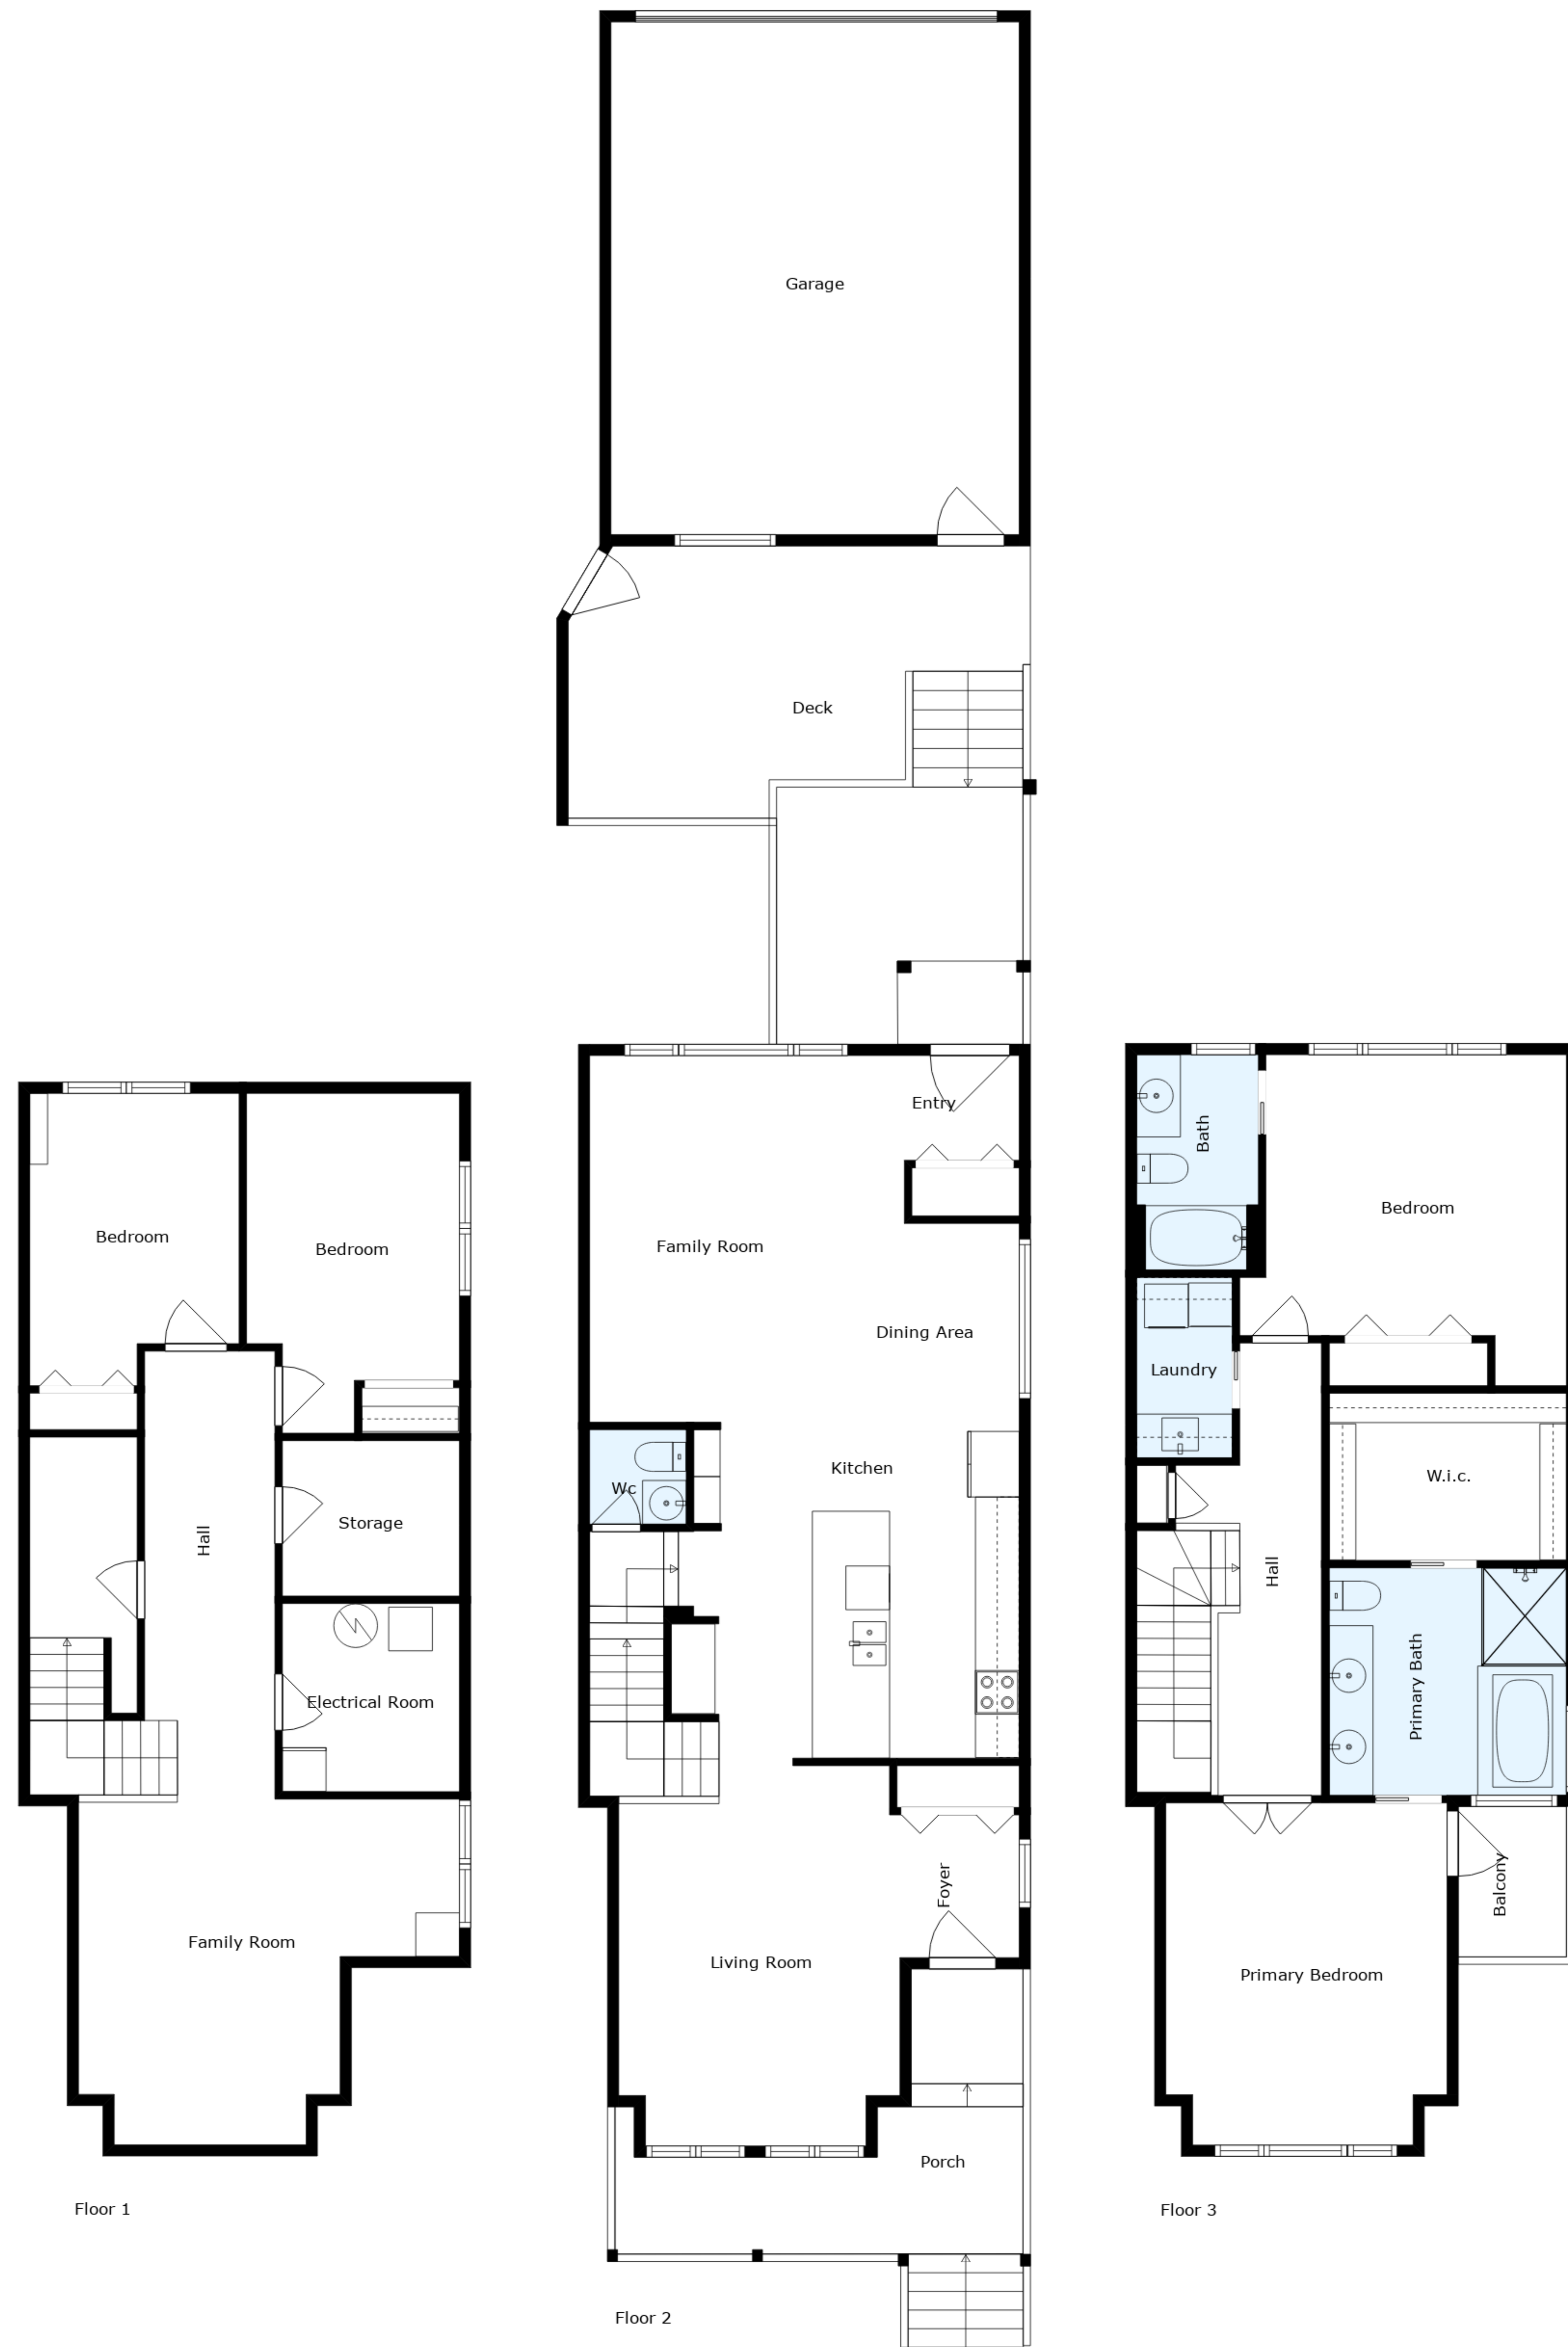 Bedroom
Bedroom
Hall
Storage
Electrical Room
Family Room
Floor 1
Garage
Deck
Entry
Family Room
Dining Area
Wc
Kitchen
Foyer
Living Room
Porch
Floor 2
Bath
Bedroom
Laundry
W.i.c.
Hall
Primary Bath
Balcony
Primary Bedroom
Floor 3